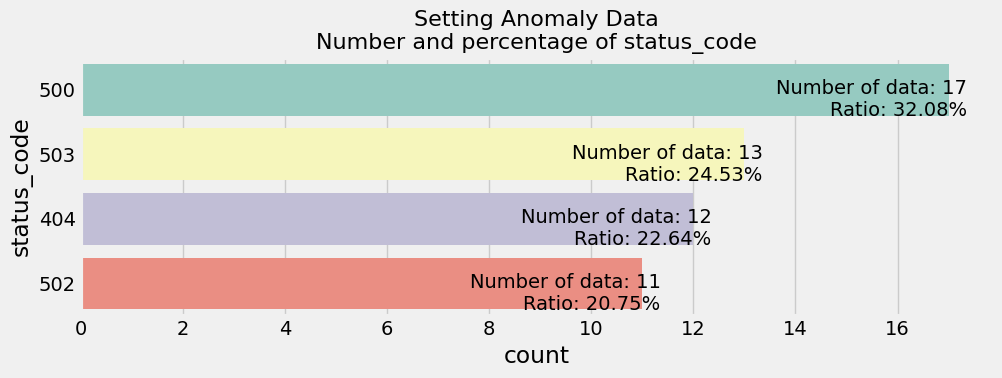 Setting Anomaly Data
Number and percentage of status_code
500
Number of data: 17
Ratio: 32.08%
503
Number of data: 13
Ratio: 24.53%
404
Number of data: 12
Ratio: 22.64%
502
Number of data: 11
Ratio: 20.75%
status_code
0 2 4 6 8 10 12 14 16
count